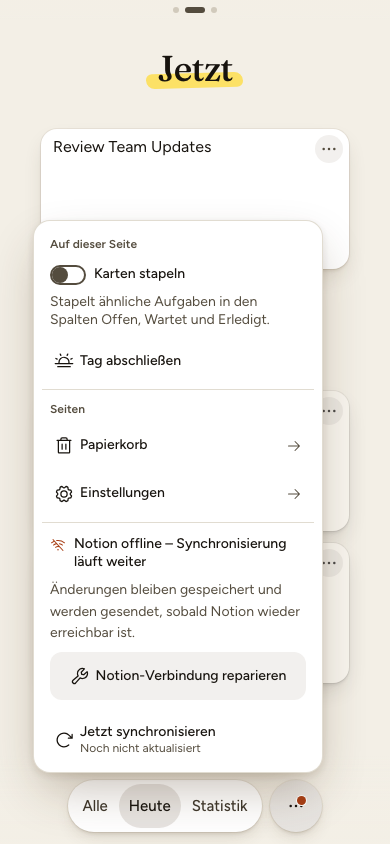 Jetzt
Review Team Updates
Auf dieser Seite
Karten stapeln
Stapelt ähnliche Aufgaben in den
Spalten Offen, Wartet und Erledigt.
Tag abschließen
Seiten
Papierkorb
Einstellungen
Notion offline – Synchronisierung
läuft weiter
Änderungen bleiben gespeichert und
werden gesendet, sobald Notion wieder
erreichbar ist.
Notion-Verbindung reparieren
Jetzt synchronisieren
Noch nicht aktualisiert
Alle
Heute
Statistik